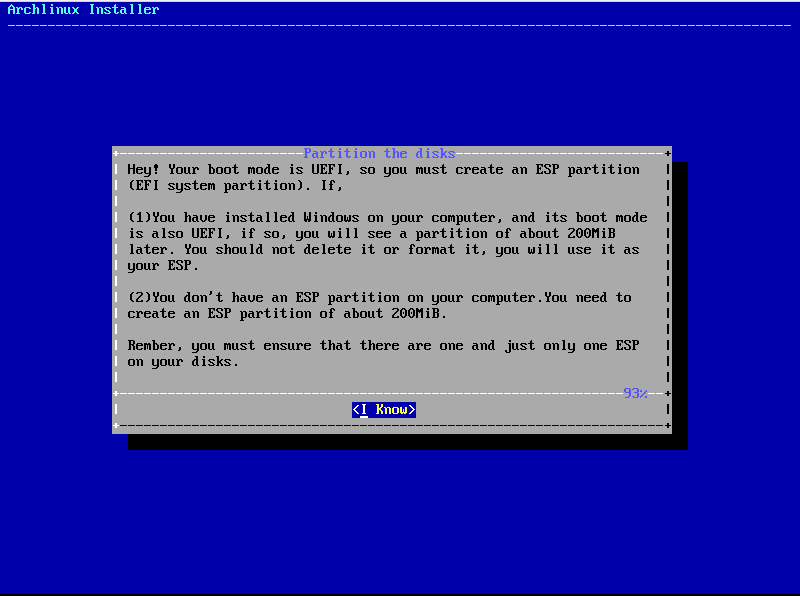 Archlinux Installer
Partition the disks
Hey! Your boot mode is UEFI, so you must create an ESP partition
(EFI system partition). If,
(1)You have installed Windows on your computer, and its boot mode
is also UEFI, if so, you will see a partition of about 200MiB
later. You should not delete it or format it, you will use it as
your ESP.
(2)You don't have an ESP partition on your computer.You need to
create an ESP partition of about 200MiB.
Rember, you must ensure that there are one and just only one ESP
on your disks.
93%
<I Know>